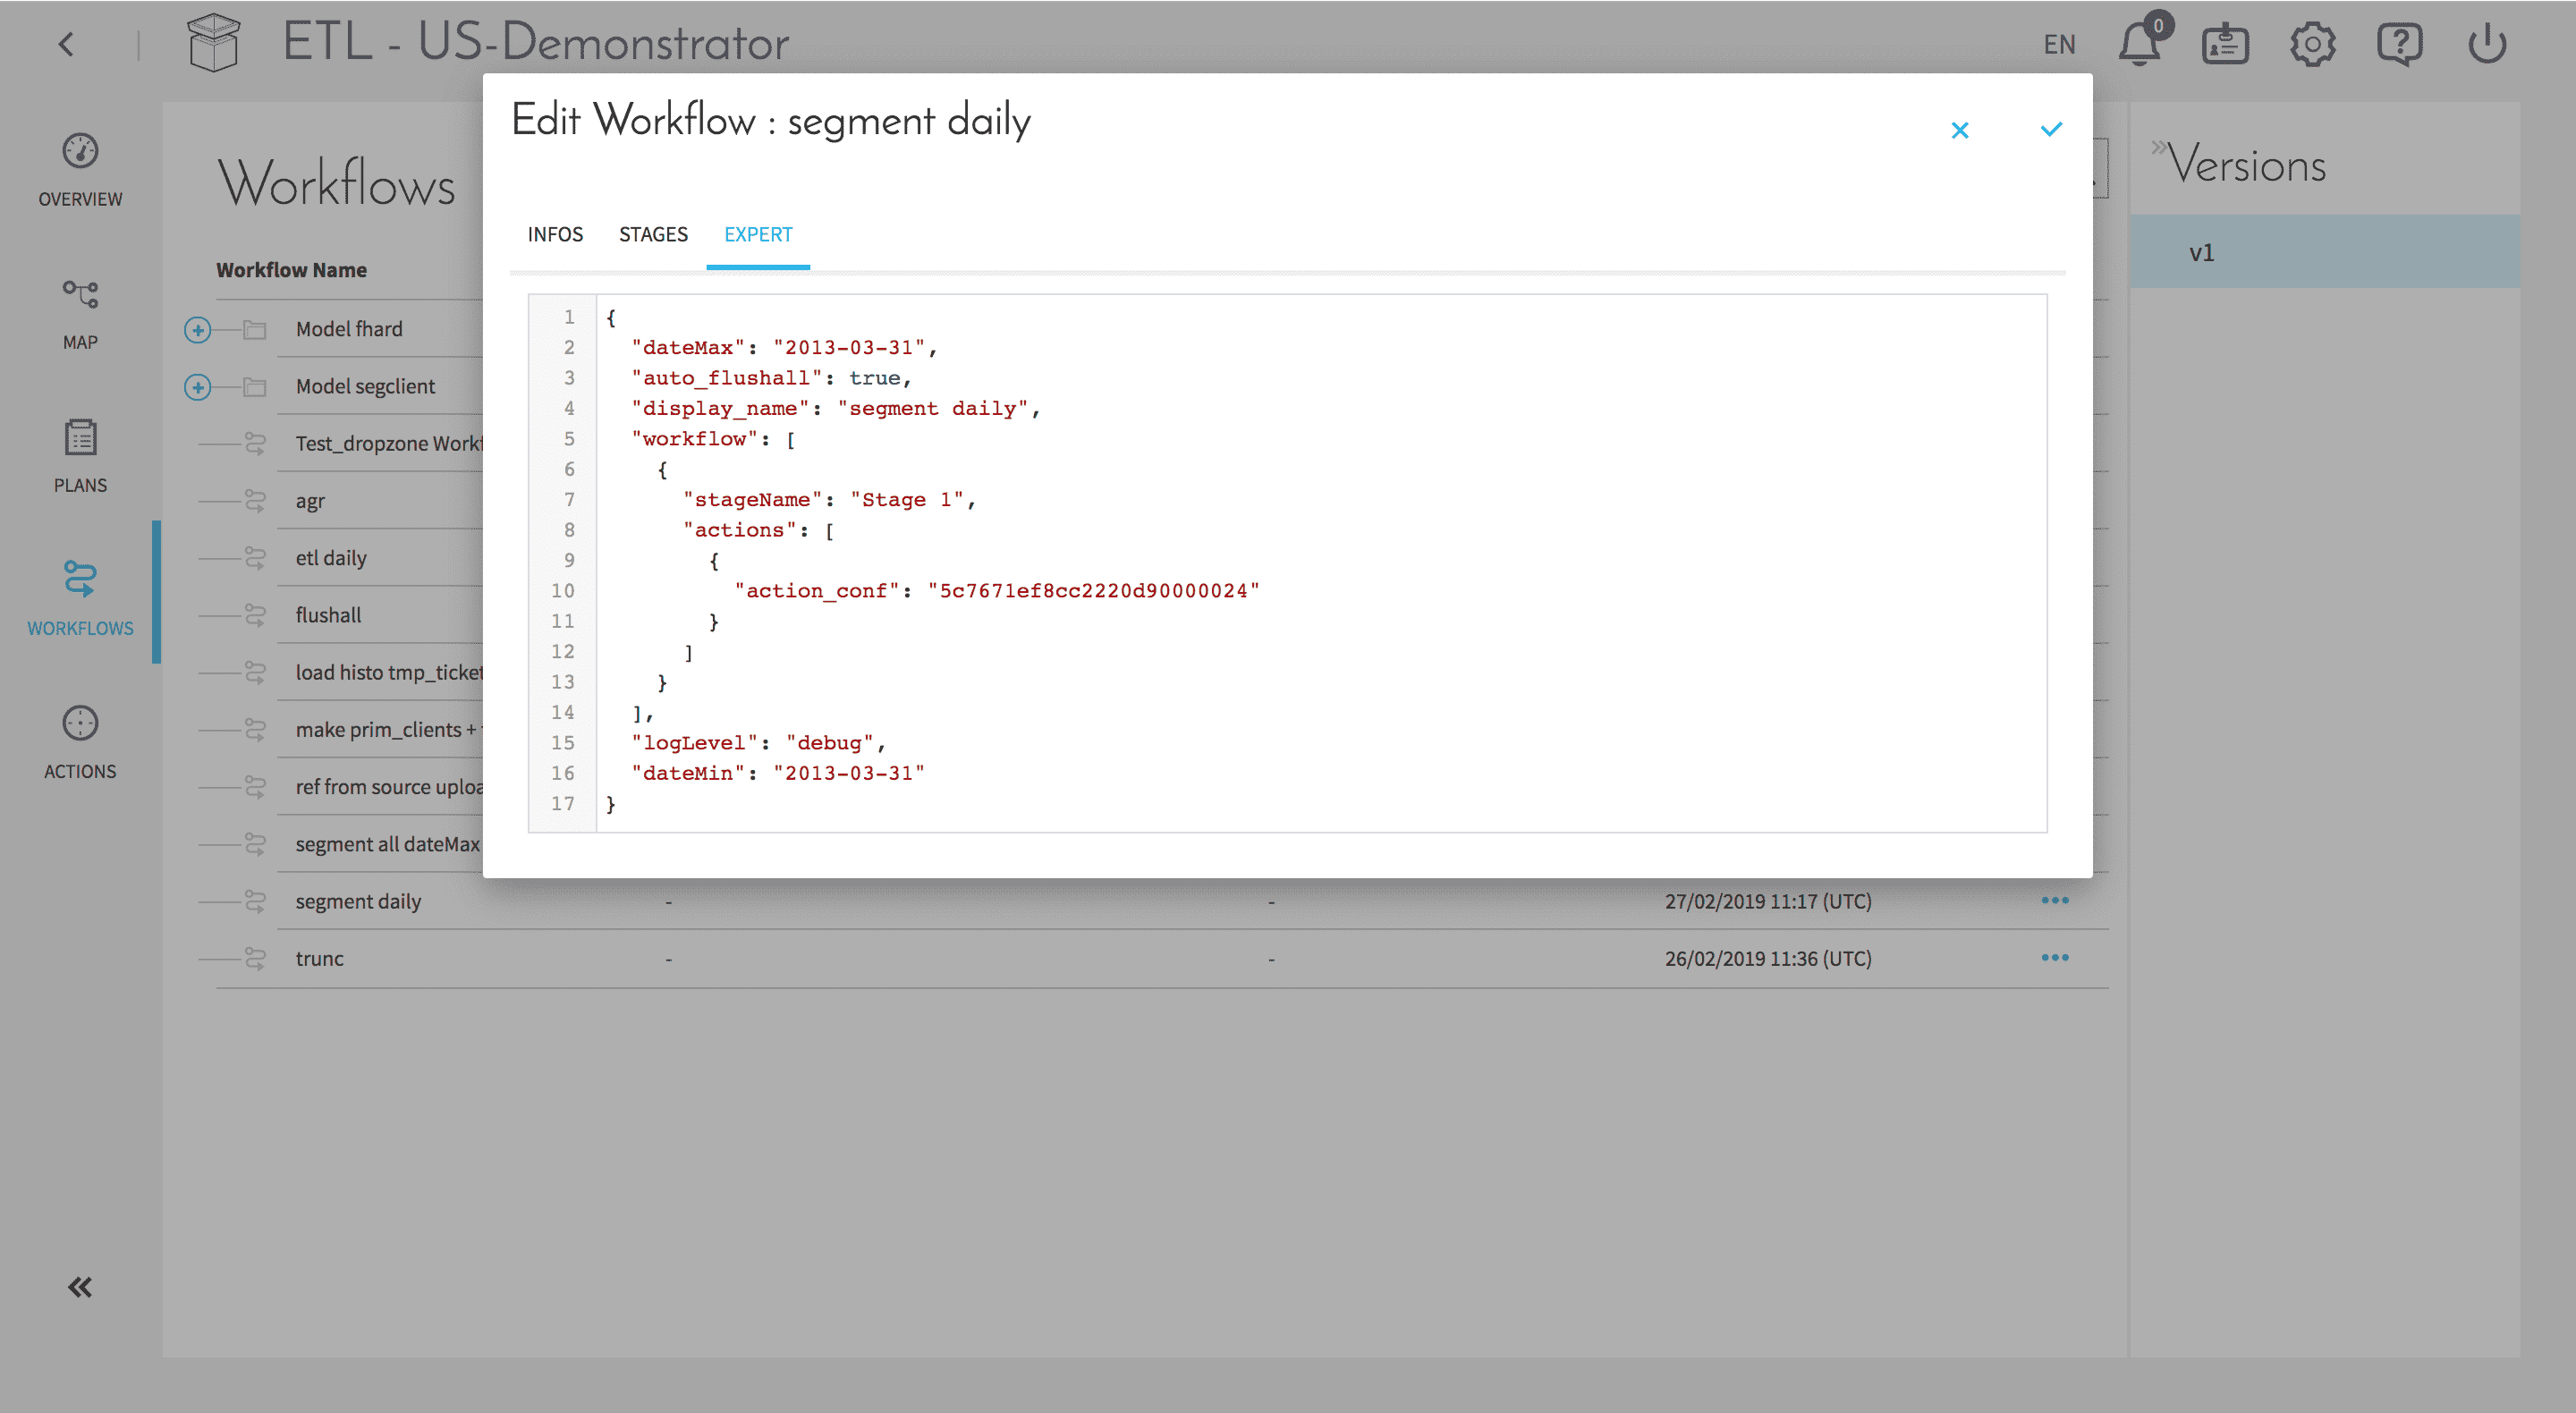 ETL - US-Demonstrator
EN
0
OVERVIEW
MAP
PLANS
WORKFLOWS
ACTIONS
Workflows
Workflow Name
Model fhard
Model segclient
Test_dropzone
agr
etl daily
flushall
load histo
make prim_clients +
ref from source
segment all dateMax
segment daily - - 27/02/2019 11:17 (UTC) •••
trunc - - 26/02/2019 11:36 (UTC) •••
Edit Workflow : segment daily
INFOS STAGES EXPERT
1 {
2 "dateMax": "2013-03-31",
3 "auto_flushall": true,
4 "display_name": "segment daily",
5 "workflow": [
6 {
7 "stageName": "Stage 1",
8 "actions": [
9 {
10 "action_conf": "5c7671ef8cc2220d90000024"
11 }
12 ]
13 }
14 ],
15 "logLevel": "debug",
16 "dateMin": "2013-03-31"
17 }
Versions
v1